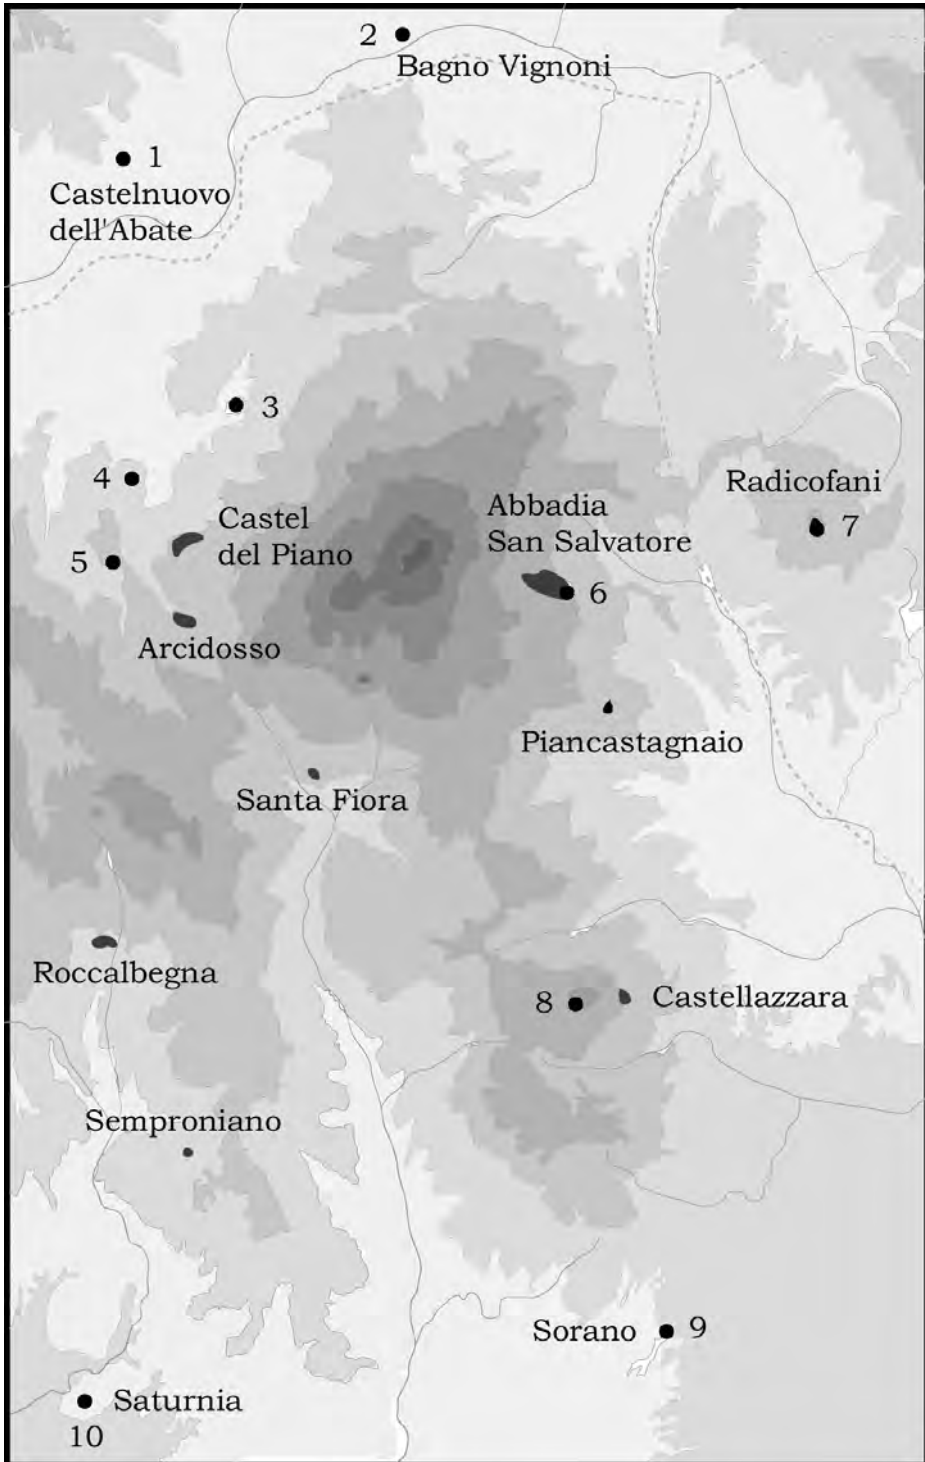 2
Bagno Vignoni
1
Castelnuovo
dell'Abate
3
4
Radicofani
7
Abbadia
San Salvatore
Castel
del Piano
5
6
Arcidosso
Piancastagnaio
Santa Fiora
Roccalbegna
8
Castellazzara
Semproniano
Sorano
9
Saturnia
10